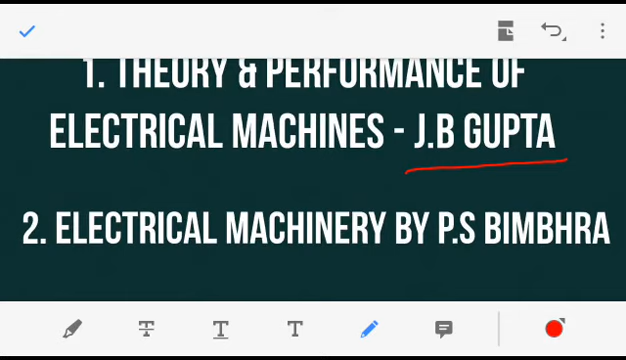 1. THEORY & PERFORMANCE OF
ELECTRICAL MACHINES - J.B GUPTA
2. ELECTRICAL MACHINERY BY P.S BIMBHRA